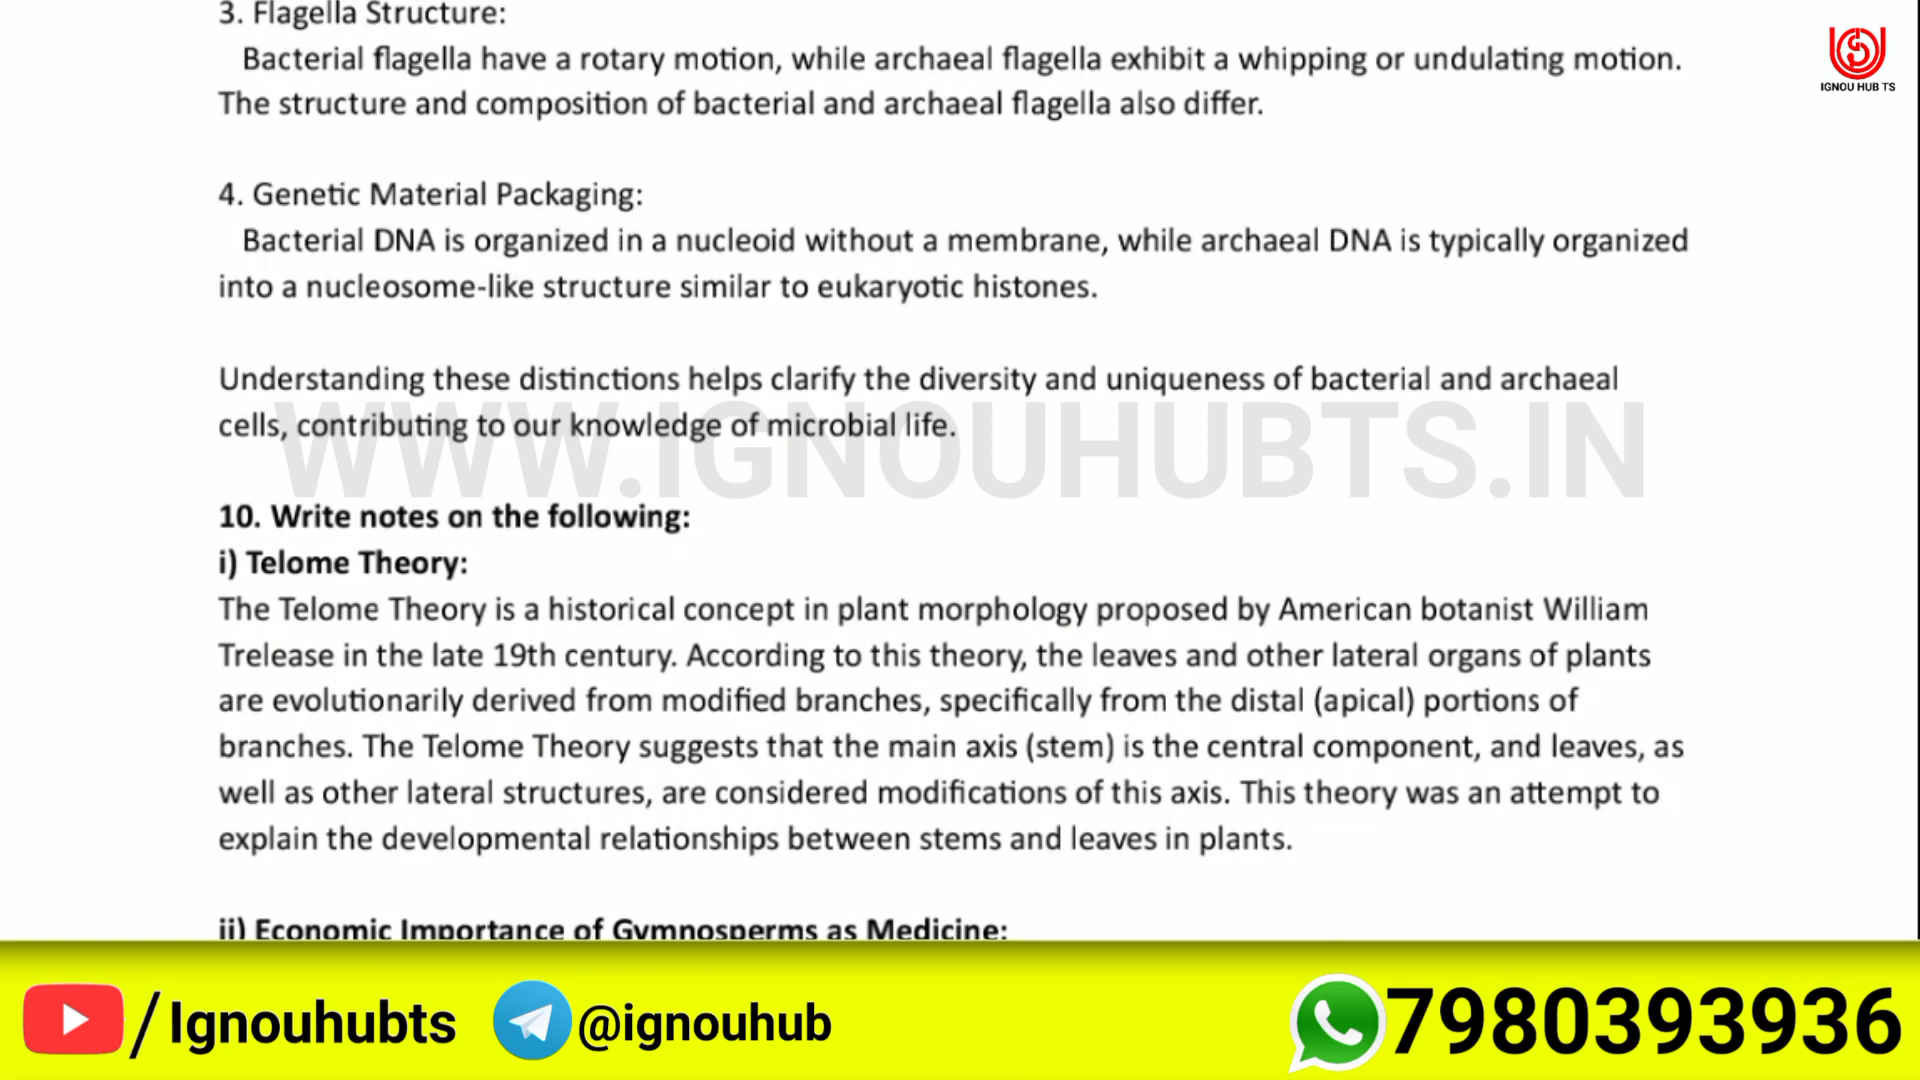 3. Flagella Structure:
IGNOU HUB TS
Bacterial flagella have a rotary motion, while archaeal flagella exhibit a whipping or undulating motion.
The structure and composition of bacterial and archaeal flagella also differ.
4. Genetic Material Packaging:
Bacterial DNA is organized in a nucleoid without a membrane, while archaeal DNA is typically organized
into a nucleosome-like structure similar to eukaryotic histones.
Understanding these distinctions helps clarify the diversity and uniqueness of bacterial and archaeal
cells, contributing to our knowledge of microbial life.
WWW.IGNOUHUBTS.IN
10. Write notes on the following:
i) Telome Theory:
The Telome Theory is a historical concept in plant morphology proposed by American botanist William
Trelease in the late 19th century. According to this theory, the leaves and other lateral organs of plants
are evolutionarily derived from modified branches, specifically from the distal (apical) portions of
branches. The Telome Theory suggests that the main axis (stem) is the central component, and leaves, as
well as other lateral structures, are considered modifications of this axis. This theory was an attempt to
explain the developmental relationships between stems and leaves in plants.
ii) Economic Importance of Gymnosperms as Medicine:
/Ignouhubts @ignouhub 7980393936